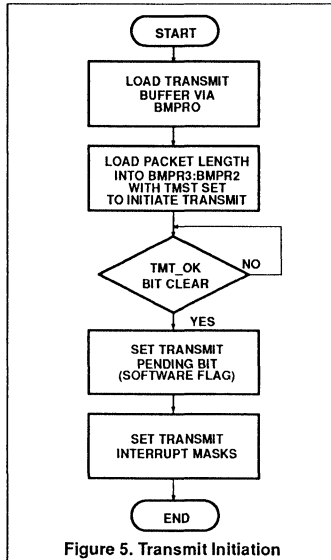 START
LOAD TRANSMIT
BUFFER VIA
BMPRO
LOAD PACKET LENGTH
INTO BMPR3:BMPR2
WITH TMST SET
TO INITIATE TRANSMIT
TMT_OK
BIT CLEAR
NO
YES
SET TRANSMIT
PENDING BIT
(SOFTWARE FLAG)
SET TRANSMIT
INTERRUPT MASKS
END
Figure 5. Transmit Initiation